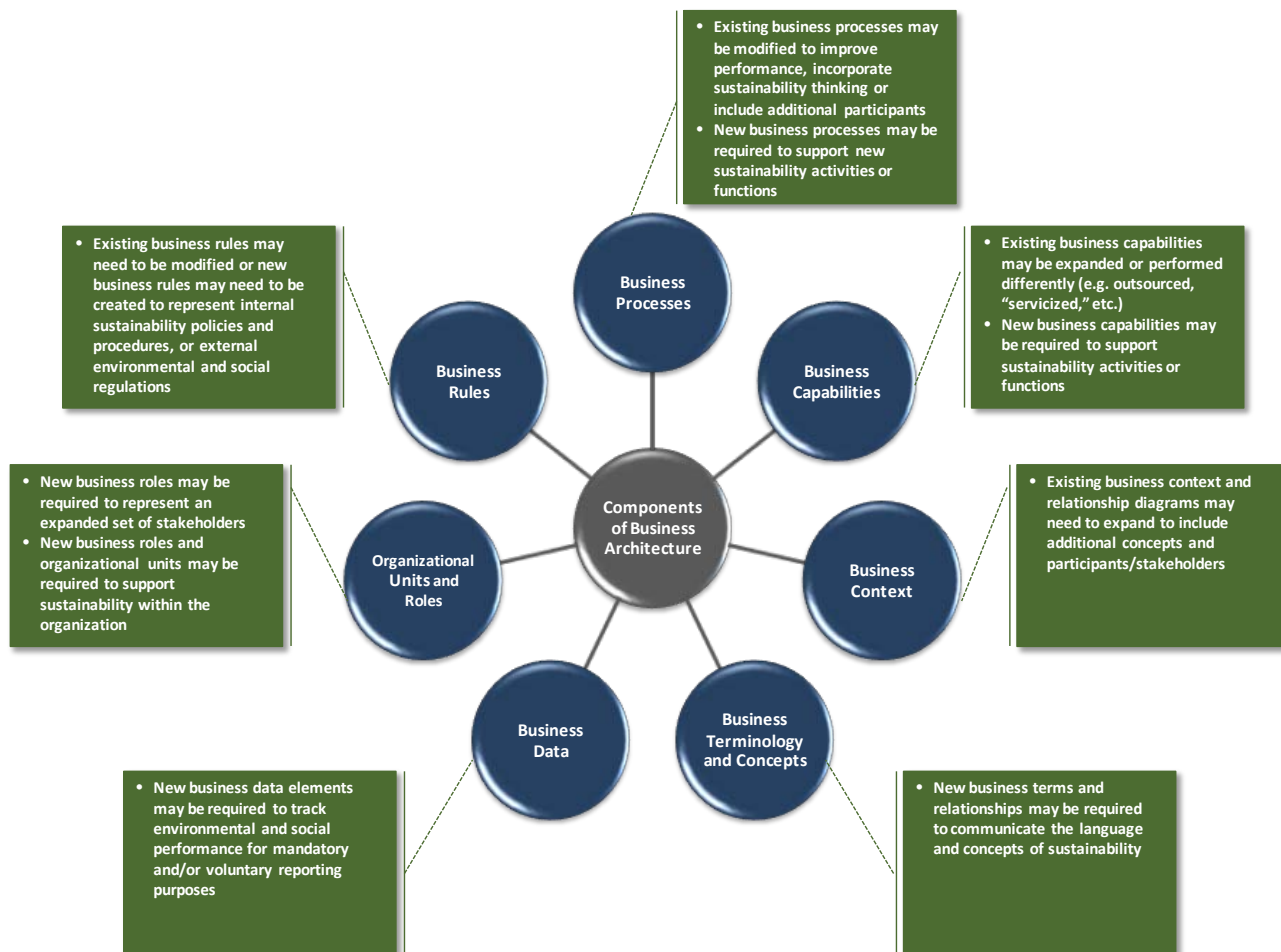 • Existing business processes may
be modified to improve
performance, incorporate
sustainability thinking or
include additional participants
• New business processes may be
required to support new
sustainability activities or
functions
• Existing business rules may
need to be modified or new
business rules may need to be
created to represent internal
sustainability policies and
procedures, or external
environmental and social
regulations
Business
Processes
• Existing business capabilities
may be expanded or performed
differently (e.g. outsourced,
“servicized,” etc.)
• New business capabilities may
be required to support
sustainability activities or
functions
Business
Rules
Business
Capabilities
• New business roles may be
required to represent an
expanded set of stakeholders
• New business roles and
organizational units may be
required to support
sustainability within the
organization
Components
of Business
Architecture
• Existing business context and
relationship diagrams may
need to expand to include
additional concepts and
participants/stakeholders
Organizational
Units and
Roles
Business
Context
Business
Data
Business
Terminology
and Concepts
• New business data elements
may be required to track
environmental and social
performance for mandatory
and/or voluntary reporting
purposes
• New business terms and
relationships may be required
to communicate the language
and concepts of sustainability